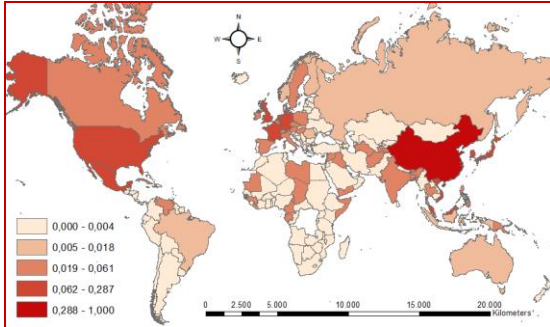 N
W E
S
0,000 - 0,004
0,005 - 0,018
0,019 - 0,061
0,062 - 0,287
0,288 - 1,000
0 2.500 5.000 10.000 15.000 20.000
Kilometers